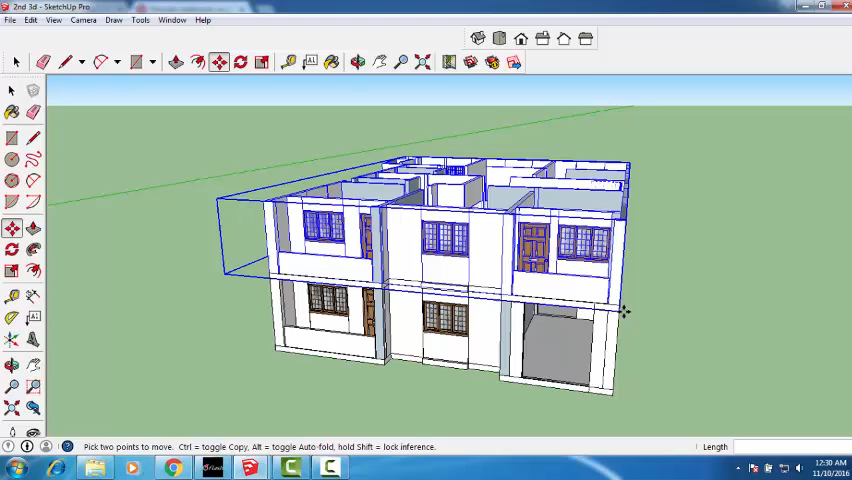 2nd 3d - SketchUp Pro
File Edit View Camera Draw Tools Window Help
A1
Pick two points to move. Ctrl = toggle Copy, Alt = toggle Auto-fold, hold Shift = lock inference.
Length
12:30 AM
11/10/2016